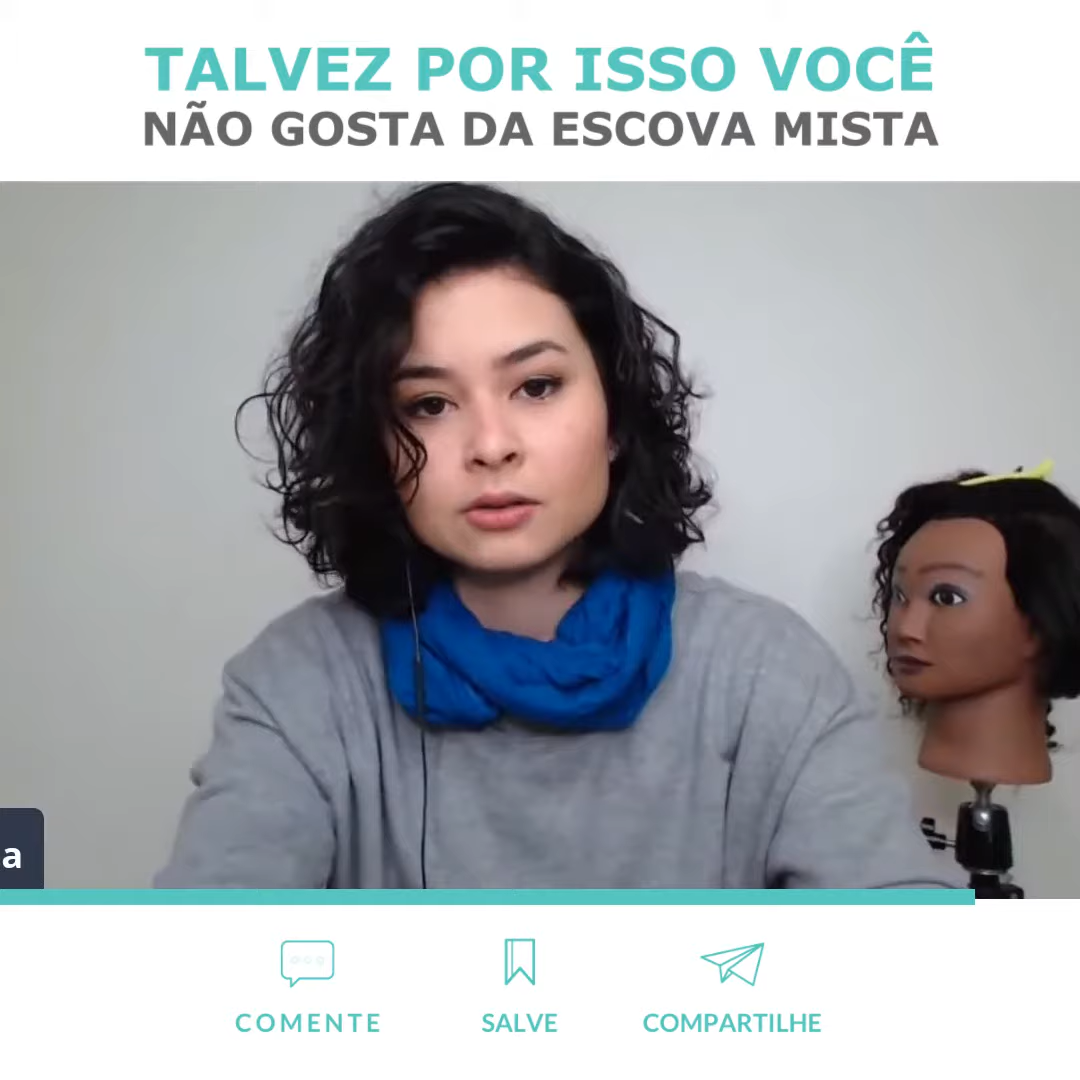 TALVEZ POR ISSO VOCÊ
NÃO GOSTA DA ESCOVA MISTA
a
COMENTE
SALVE
COMPARTILHE